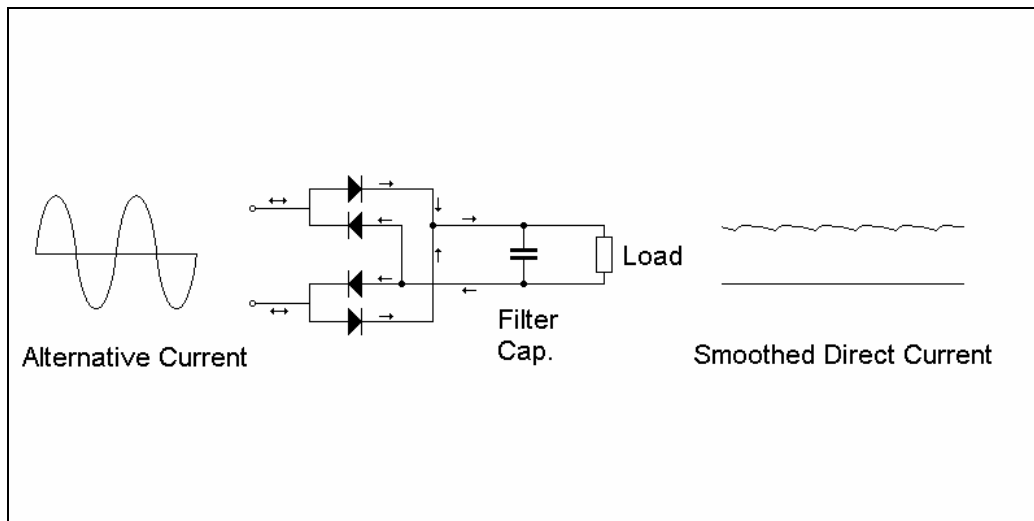 Alternative Current
Load
Filter
Cap.
Smoothed Direct Current